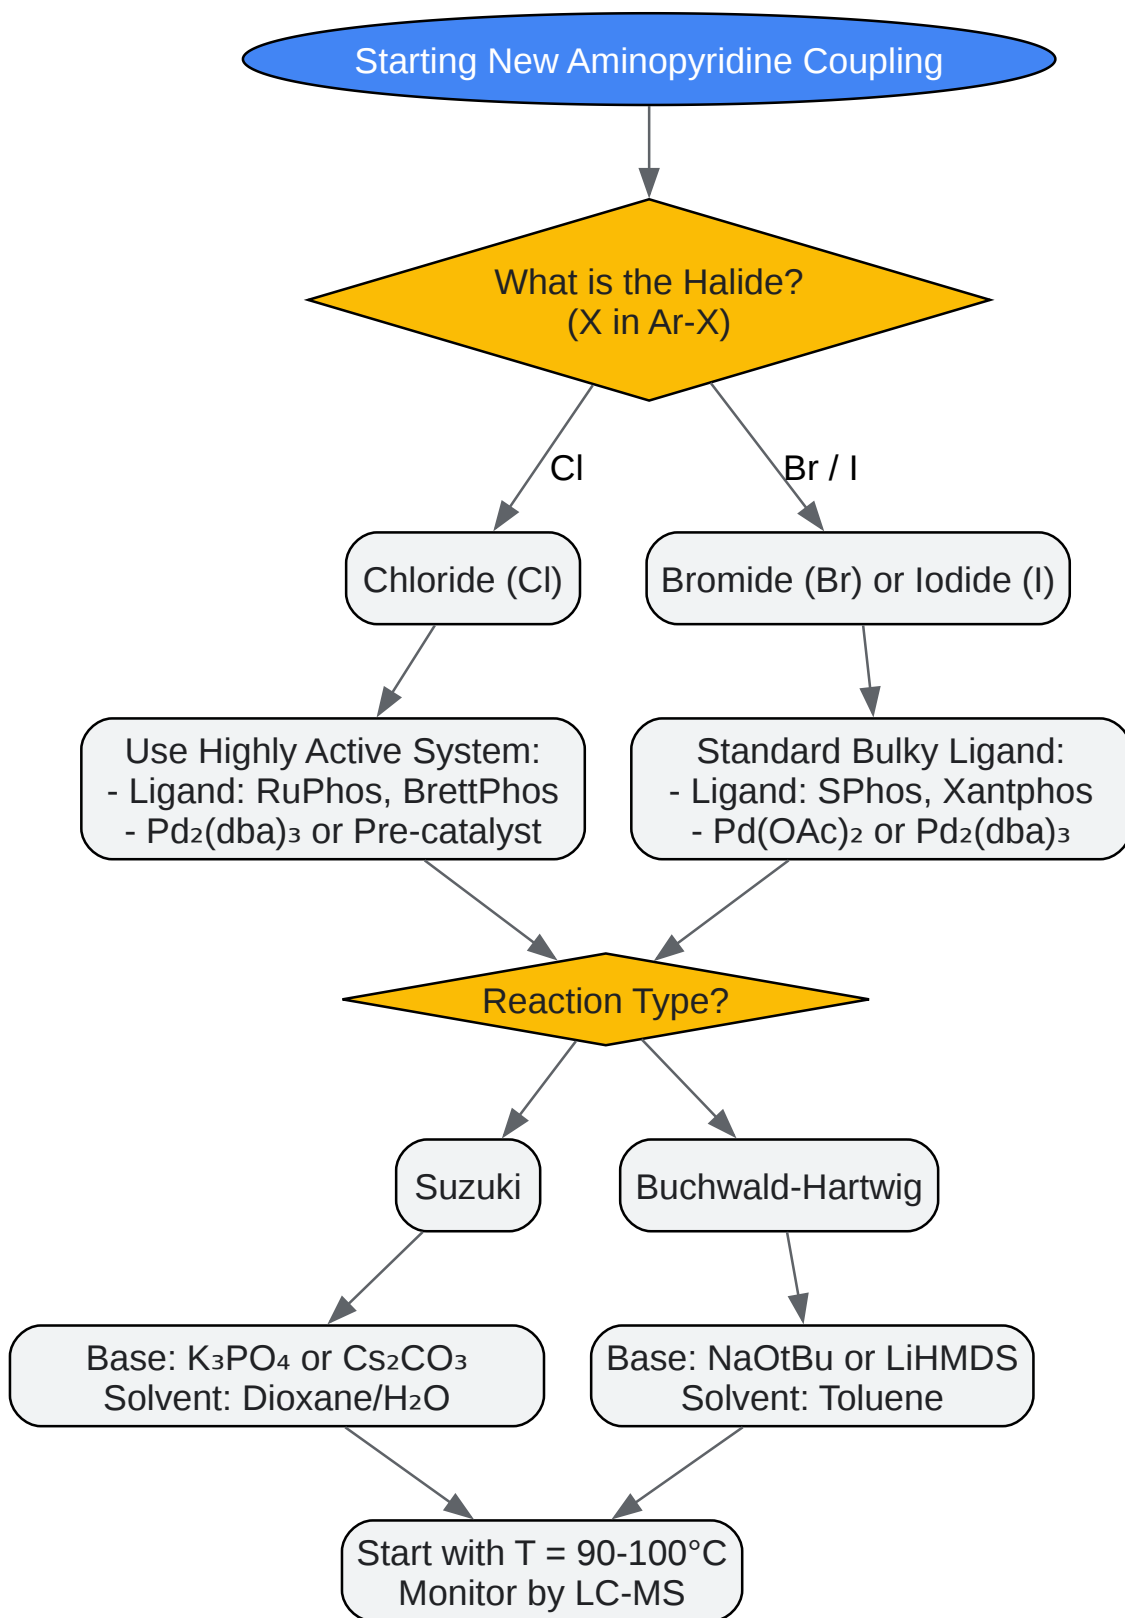 Starting New Aminopyridine Coupling
What is the Halide?
(X in Ar-X)
Cl
Br / I
Chloride (Cl)
Bromide (Br) or Iodide (I)
Use Highly Active System:
- Ligand: RuPhos, BrettPhos
- Pd₂(dba)₃ or Pre-catalyst
Standard Bulky Ligand:
- Ligand: SPhos, Xantphos
- Pd(OAc)₂ or Pd₂(dba)₃
Reaction Type?
Suzuki
Buchwald-Hartwig
Base: K₃PO₄ or Cs₂CO₃
Solvent: Dioxane/H₂O
Base: NaOtBu or LiHMDS
Solvent: Toluene
Start with T = 90-100°C
Monitor by LC-MS